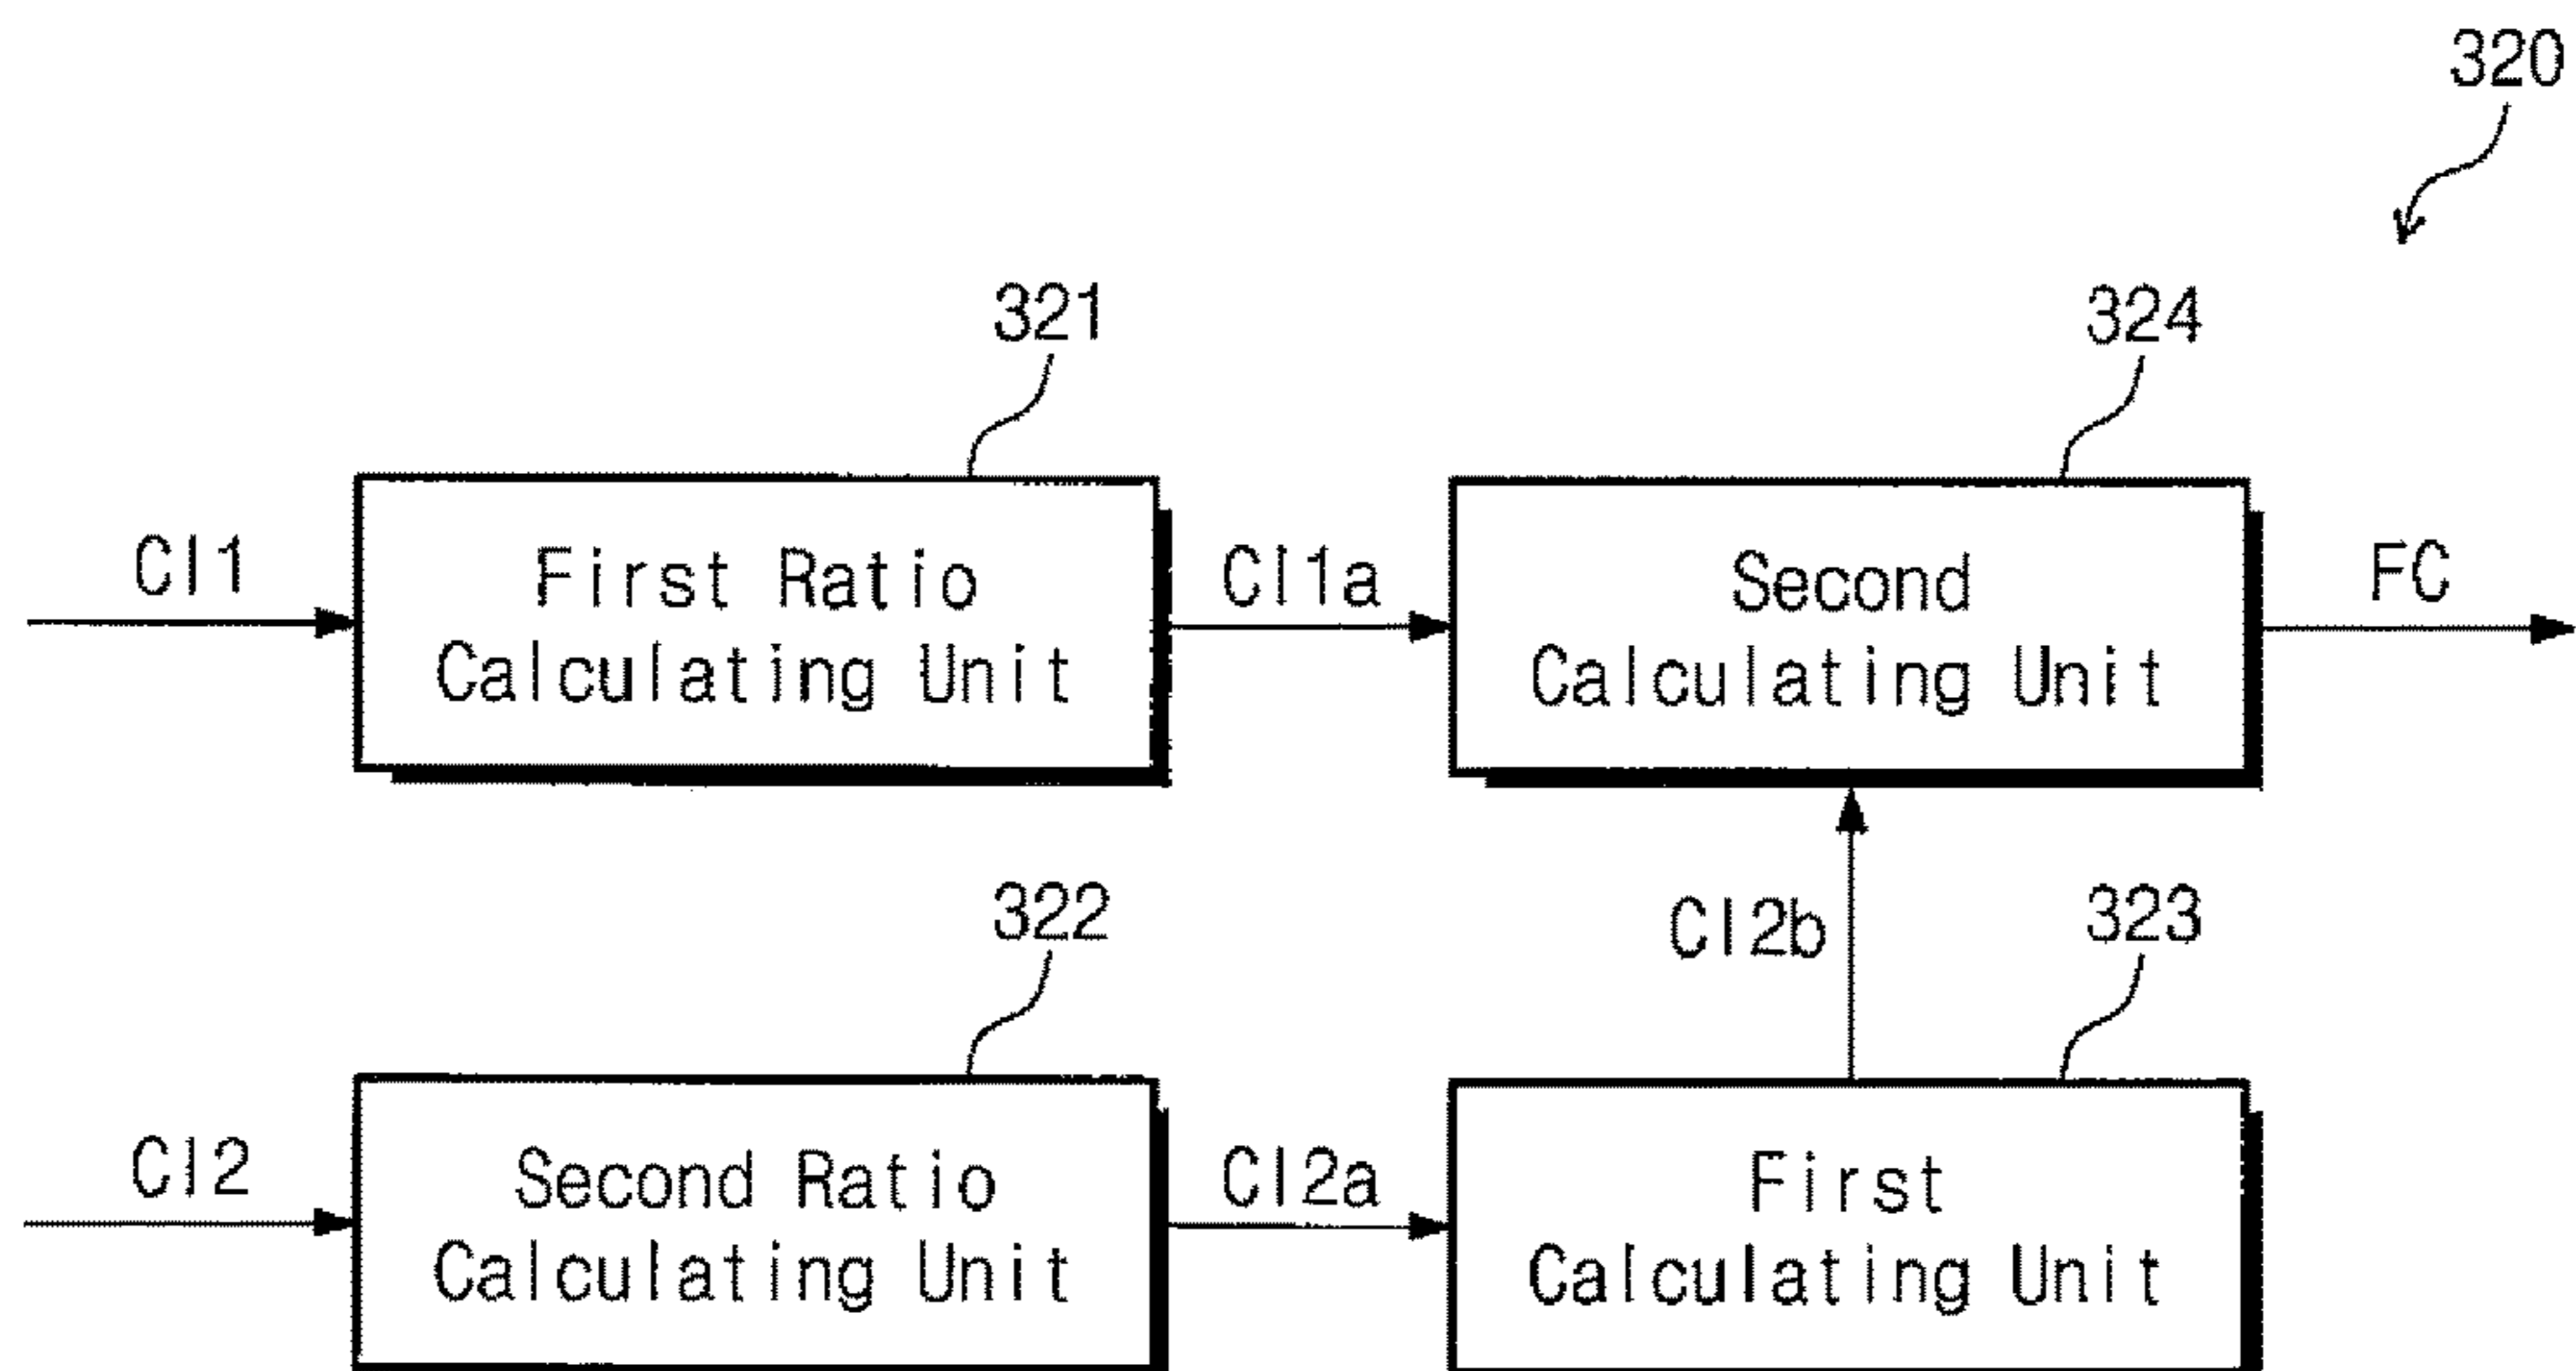 320
321
324
CI1
First Ratio
Calculating Unit
CI1a
Second
Calculating Unit
FC
322
CI2b
323
CI2
Second Ratio
Calculating Unit
CI2a
First
Calculating Unit